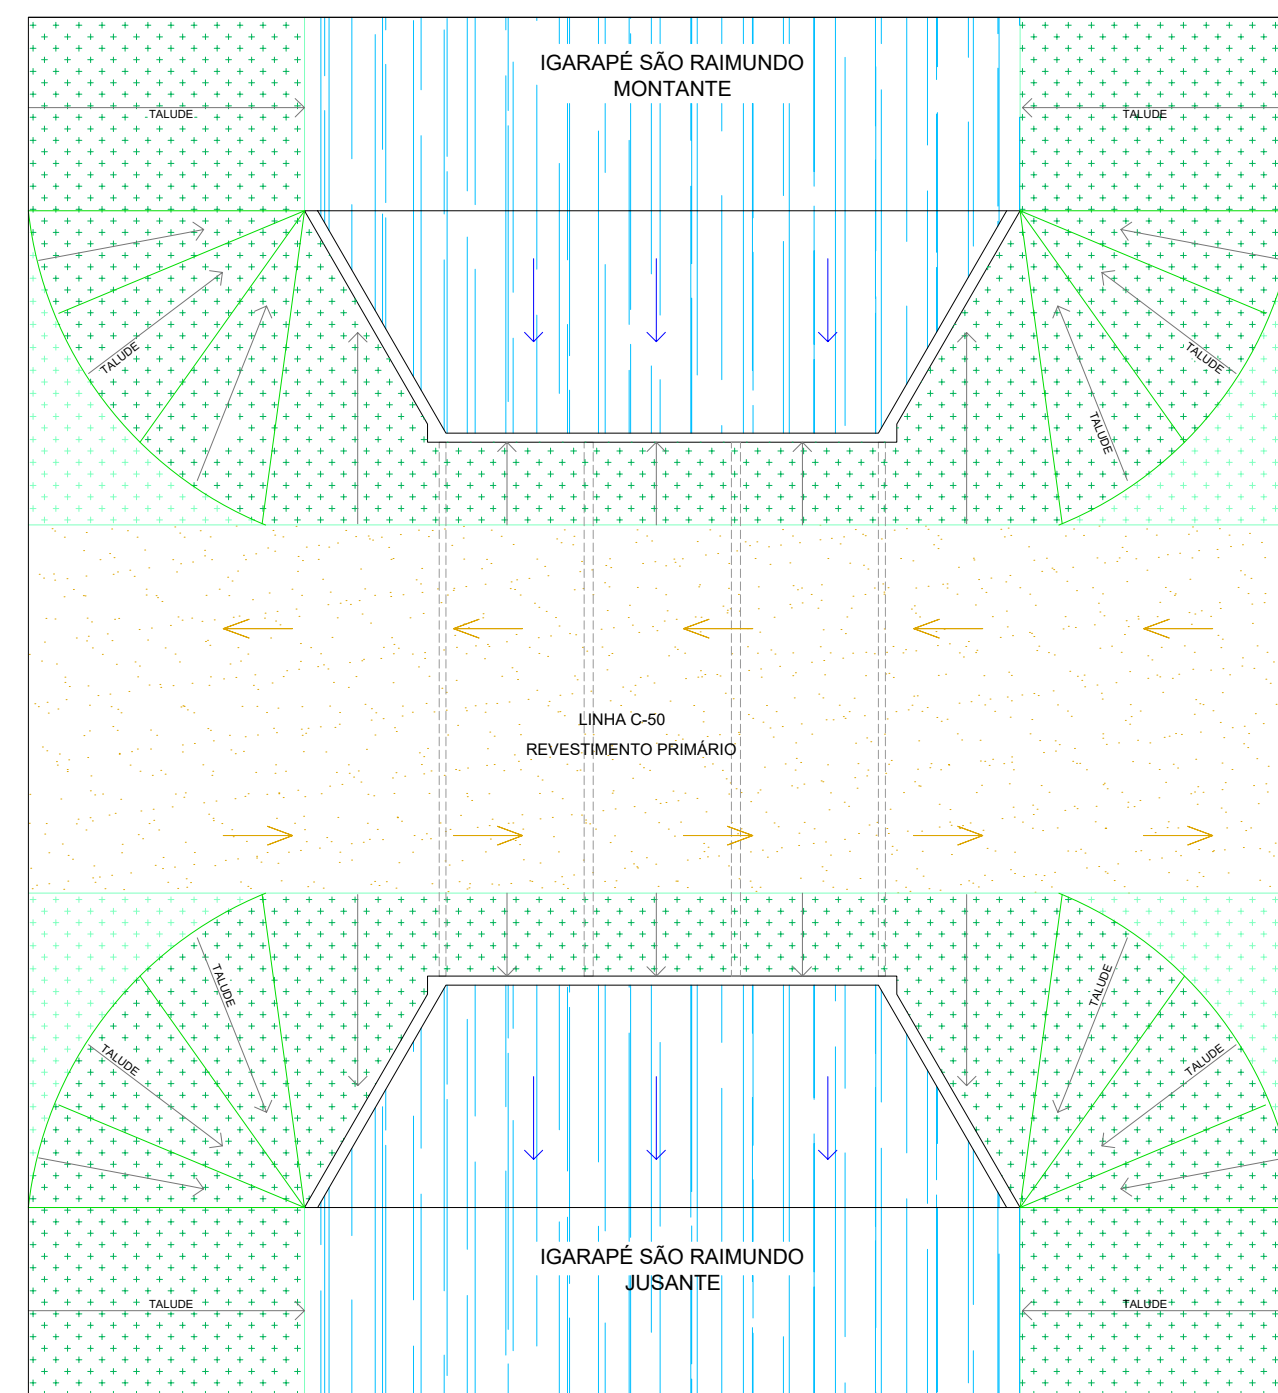 IGARAPÉ SÃO RAIMUNDO
MONTANTE
TALUDE
TALUDE
TALUDE
TALUDE
TALUDE
LINHA C-50
REVESTIMENTO PRIMÁRIO
TALUDE
TALUDE
TALUDE
TALUDE
IGARAPÉ SÃO RAIMUNDO
JUSANTE
TALUDE
TALUDE